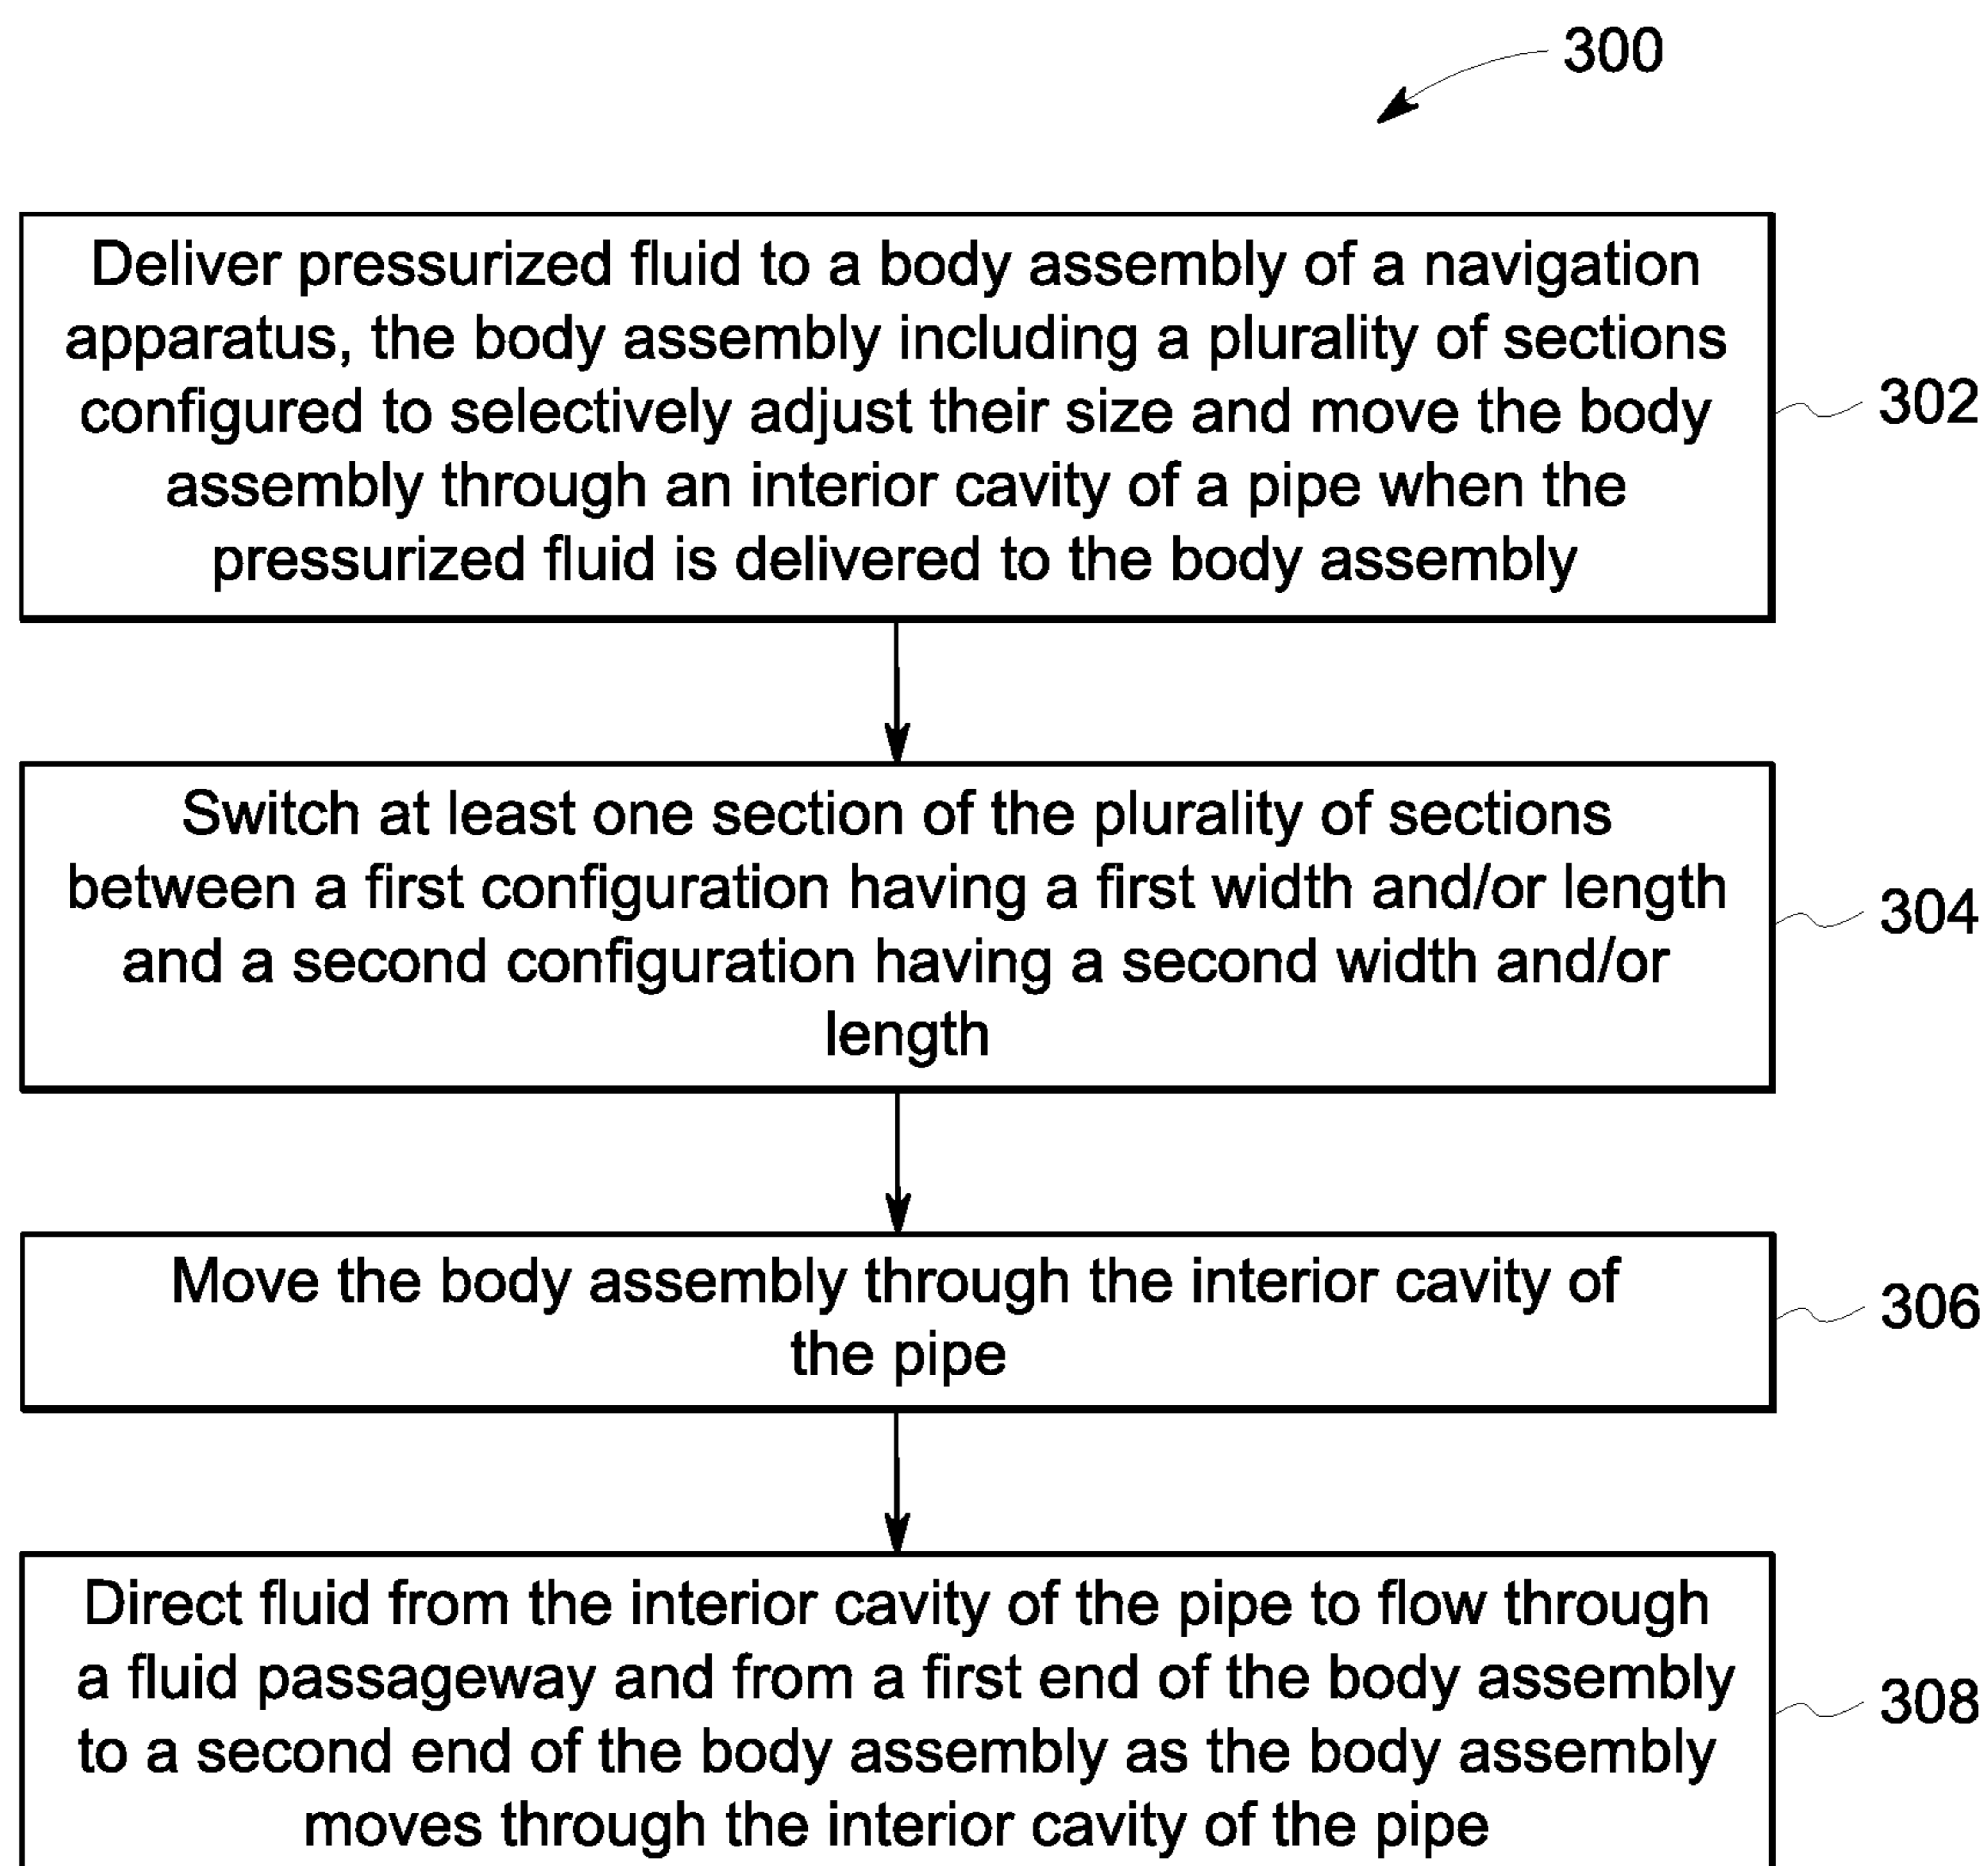 300
Deliver pressurized fluid to a body assembly of a navigation
apparatus, the body assembly including a plurality of sections
configured to selectively adjust their size and move the body
assembly through an interior cavity of a pipe when the
pressurized fluid is delivered to the body assembly
302
Switch at least one section of the plurality of sections
between a first configuration having a first width and/or length
and a second configuration having a second width and/or
length
304
Move the body assembly through the interior cavity of
the pipe
306
Direct fluid from the interior cavity of the pipe to flow through
a fluid passageway and from a first end of the body assembly
to a second end of the body assembly as the body assembly
moves through the interior cavity of the pipe
308